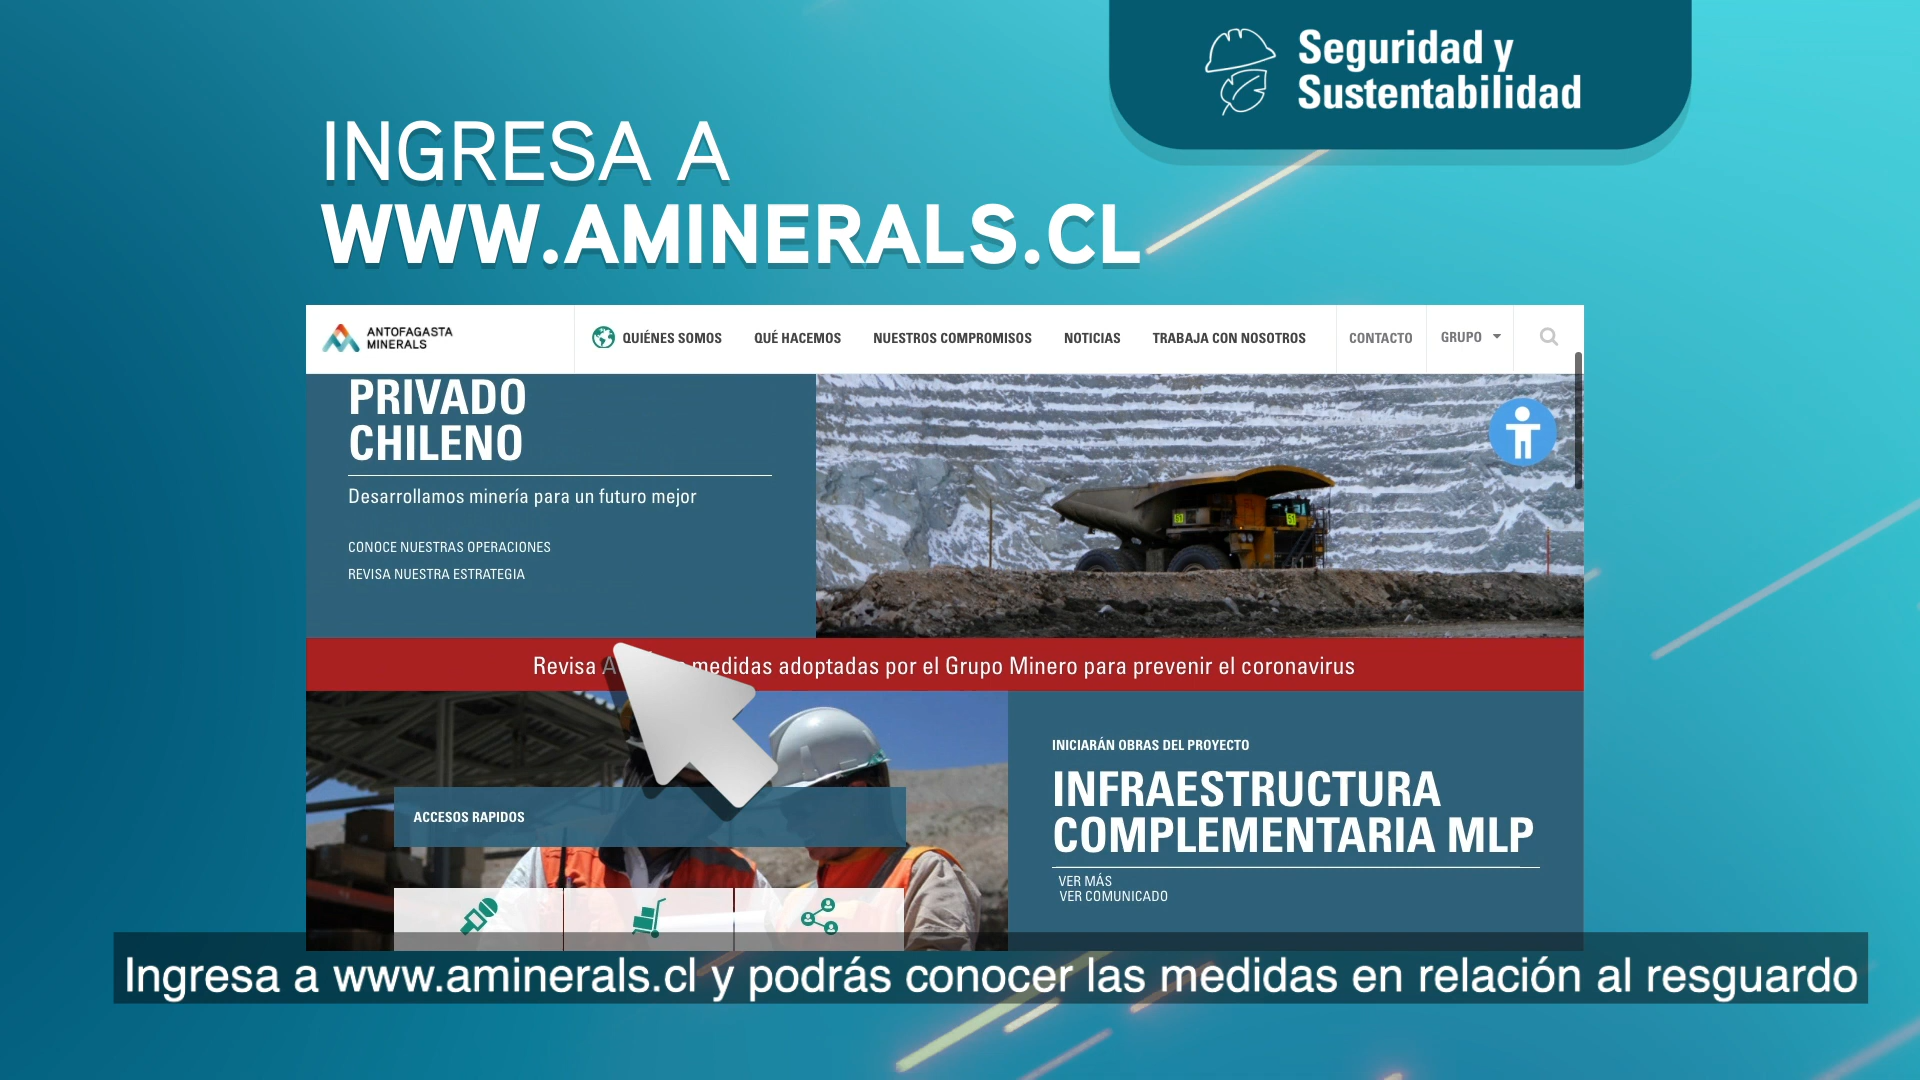 Seguridad y
Sustentabilidad
INGRESA A
WWW.AMINERALS.CL
ANTOFAGASTA
MINERALS
QUIÉNES SOMOS QUÉ HACEMOS NUESTROS COMPROMISOS NOTICIAS TRABAJA CON NOSOTROS CONTACTO GRUPO
PRIVADO
CHILENO
Desarrollamos minería para un futuro mejor
CONOCE NUESTRAS OPERACIONES
REVISA NUESTRA ESTRATEGIA
Revisa medidas adoptadas por el Grupo Minero para prevenir el coronavirus
ACCESOS RAPIDOS
INICIARÁN OBRAS DEL PROYECTO
INFRAESTRUCTURA
COMPLEMENTARIA MLP
VER MÁS
VER COMUNICADO
Ingresa a www.aminerals.cl y podrás conocer las medidas en relación al resguardo